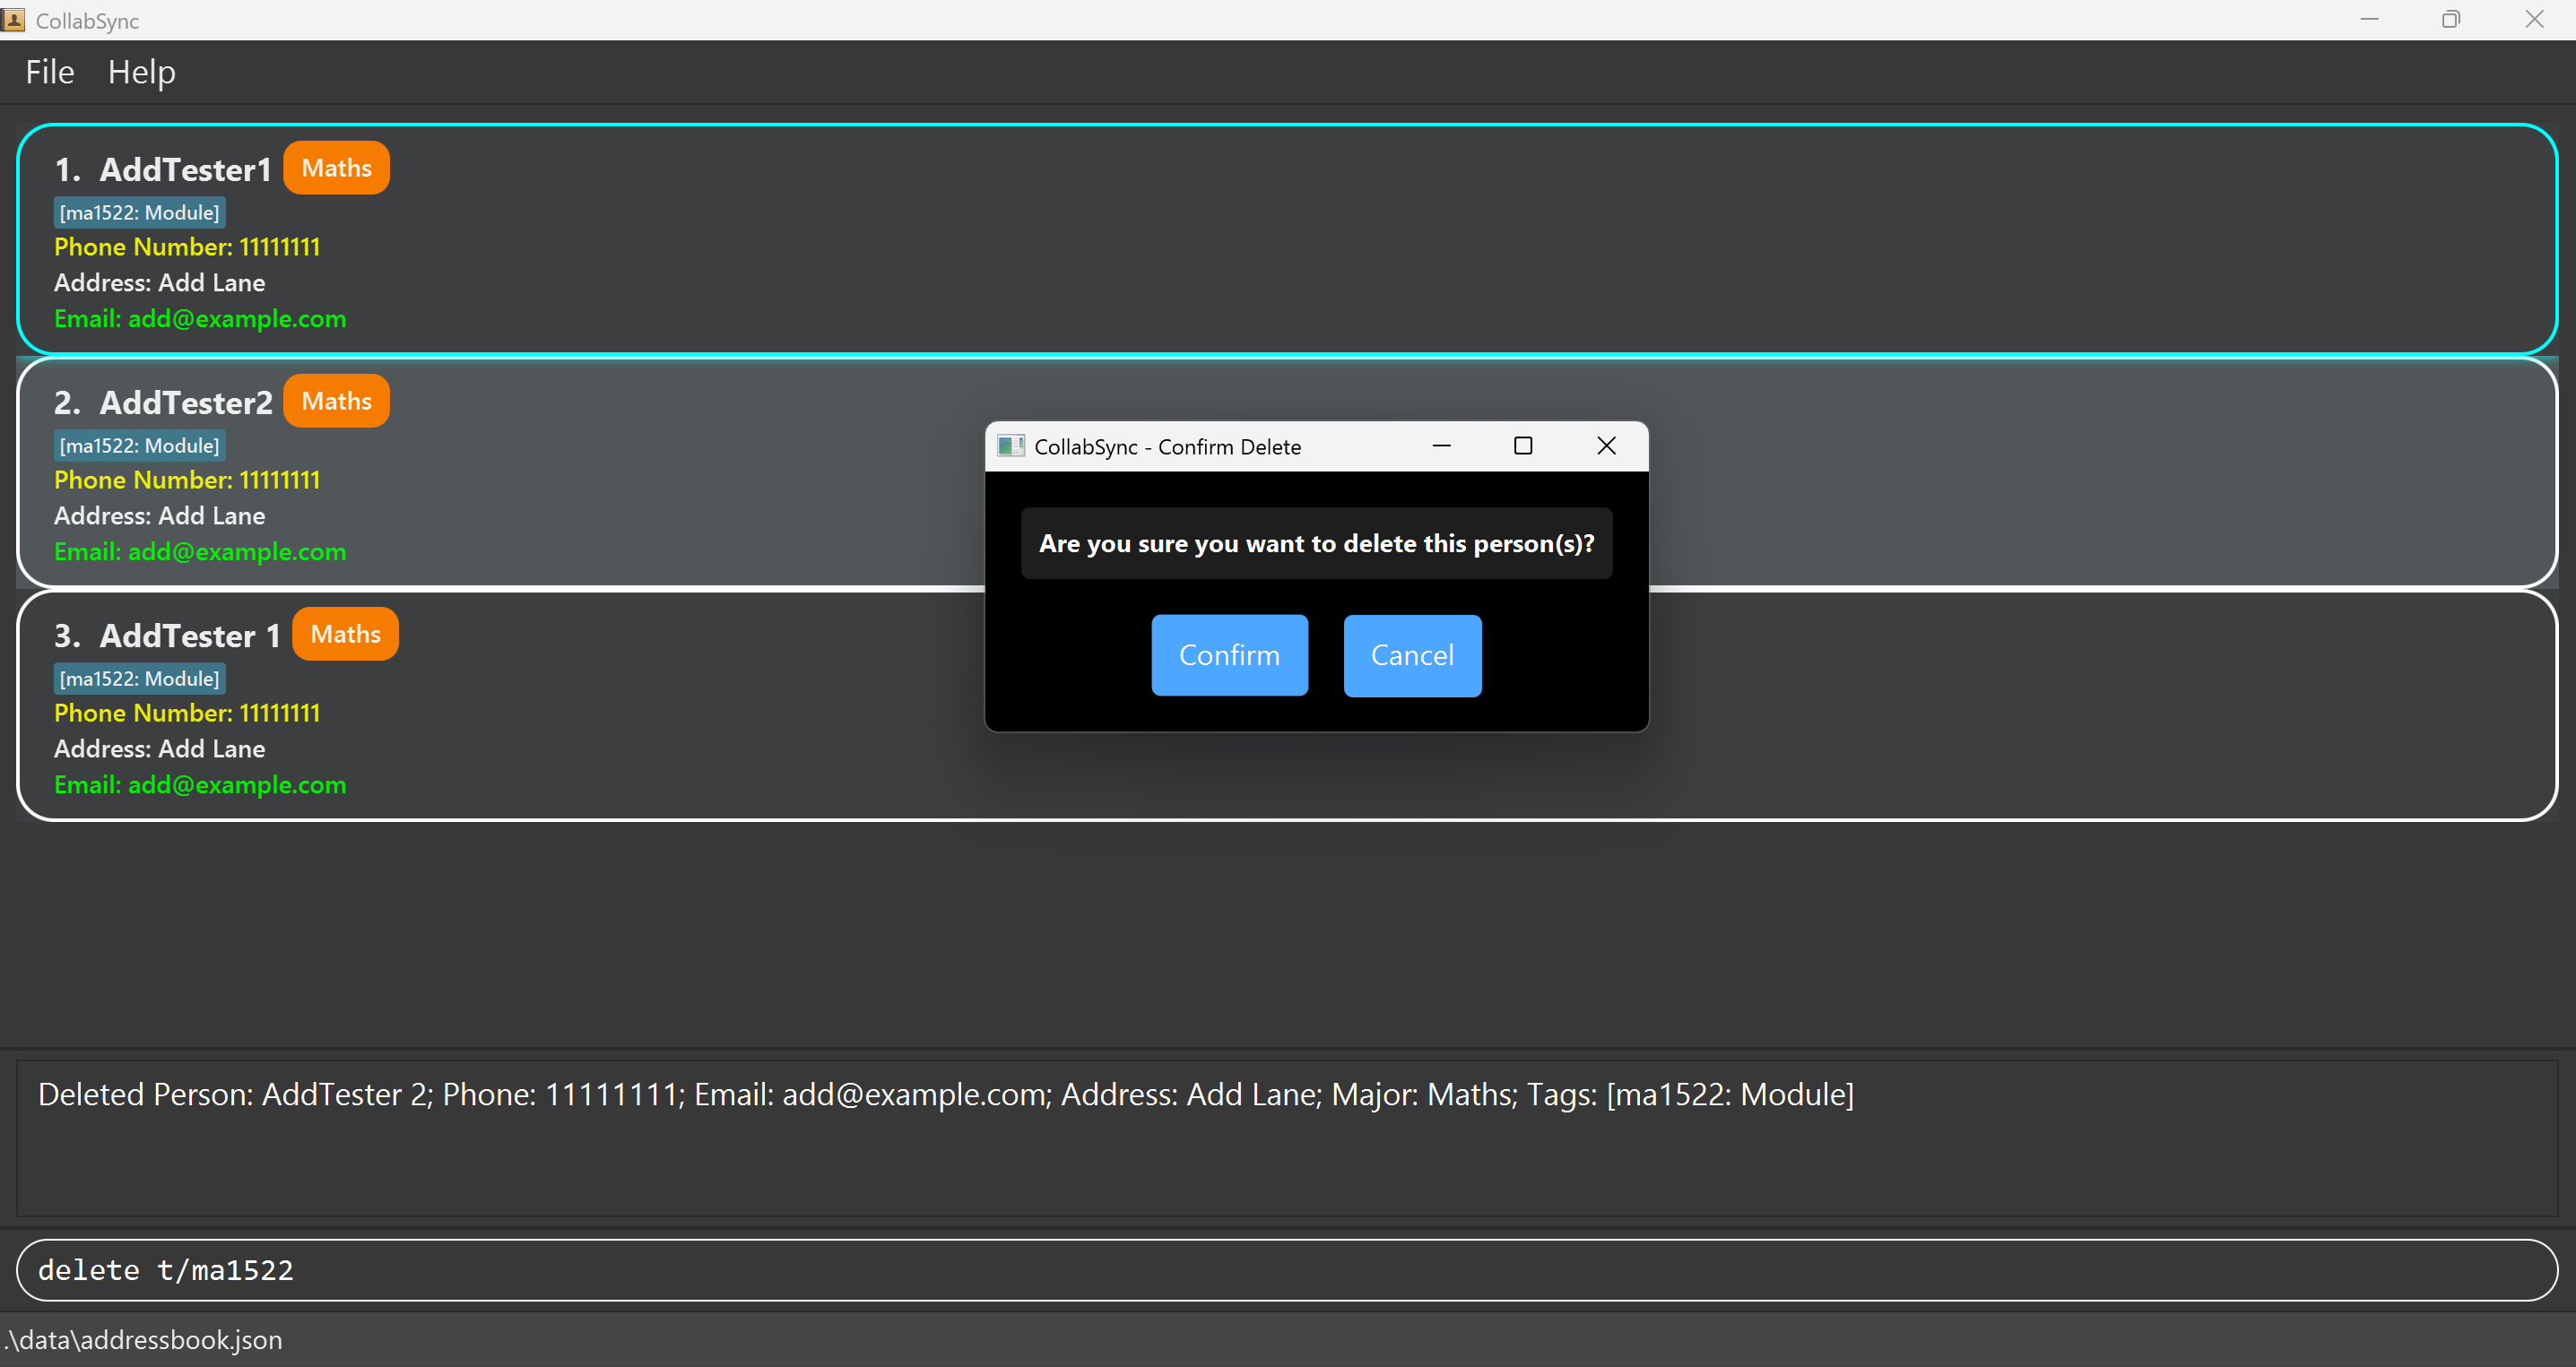 CollabSync
File Help
1. AddTester1 Maths
[ma1522: Module]
Phone Number: 11111111
Address: Add Lane
Email: add@example.com
2. AddTester2 Maths
[ma1522: Module]
Phone Number: 11111111
Address: Add Lane
Email: add@example.com
3. AddTester 1 Maths
[ma1522: Module]
Phone Number: 11111111
Address: Add Lane
Email: add@example.com
CollabSync - Confirm Delete
Are you sure you want to delete this person(s)?
Confirm Cancel
Deleted Person: AddTester 2; Phone: 11111111; Email: add@example.com; Address: Add Lane; Major: Maths; Tags: [ma1522: Module]
delete t/ma1522
.\data\addressbook.json